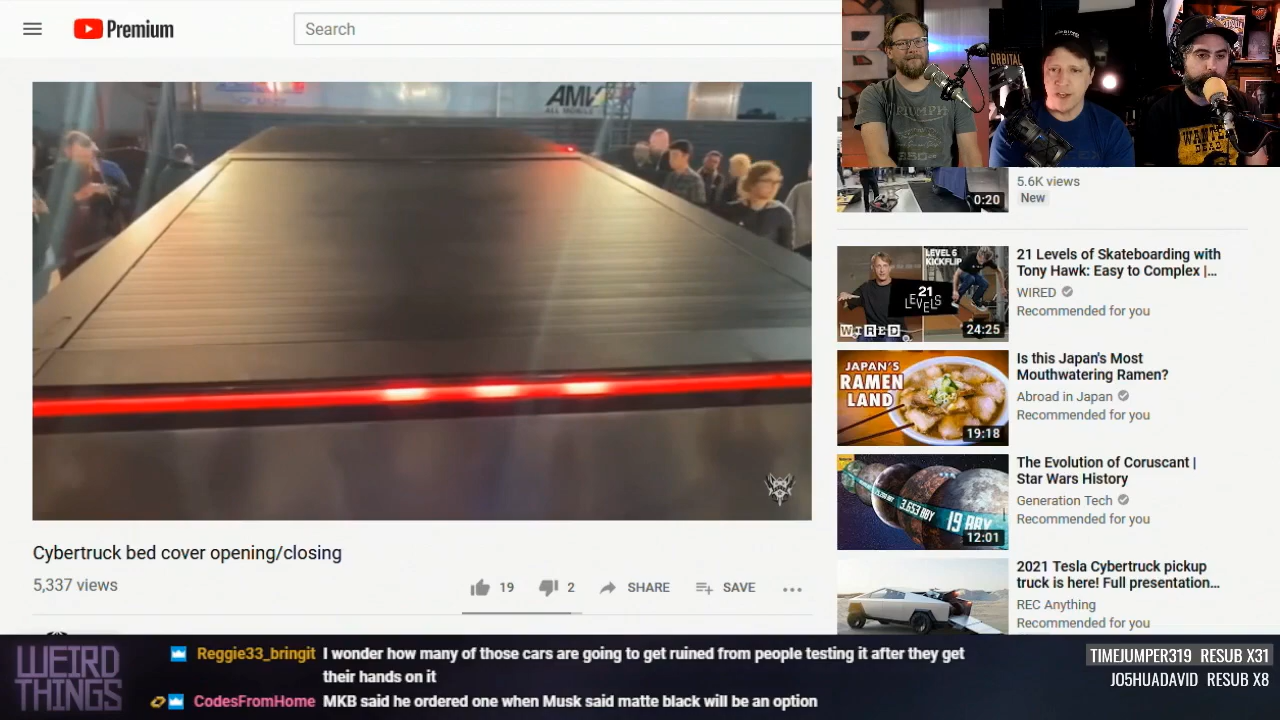 Premium
Search
AMV
ALL MOBILE
ORBITAL
TRIUMPH
WANTED
DEAD
5.6K views
0:20
New
LEVEL 6
KICKFLIP
21
LEVELS
WIRED
24:25
21 Levels of Skateboarding with
Tony Hawk: Easy to Complex |...
WIRED
Recommended for you
JAPAN'S
RAMEN
LAND
19:18
Is this Japan's Most
Mouthwatering Ramen?
Abroad in Japan
Recommended for you
3,653 BBY
19 BBY
12:01
The Evolution of Coruscant |
Star Wars History
Generation Tech
Recommended for you
2021 Tesla Cybertruck pickup
truck is here! Full presentation...
REC Anything
Recommended for you
Cybertruck bed cover opening/closing
5,337 views
19
2
SHARE
SAVE
WEIRD
THINGS
Reggie33_bringit I wonder how many of those cars are going to get ruined from people testing it after they get
their hands on it
CodesFromHome MKB said he ordered one when Musk said matte black will be an option
TIMEJUMPER319 RESUB X31
JO5HUADAVID RESUB X8